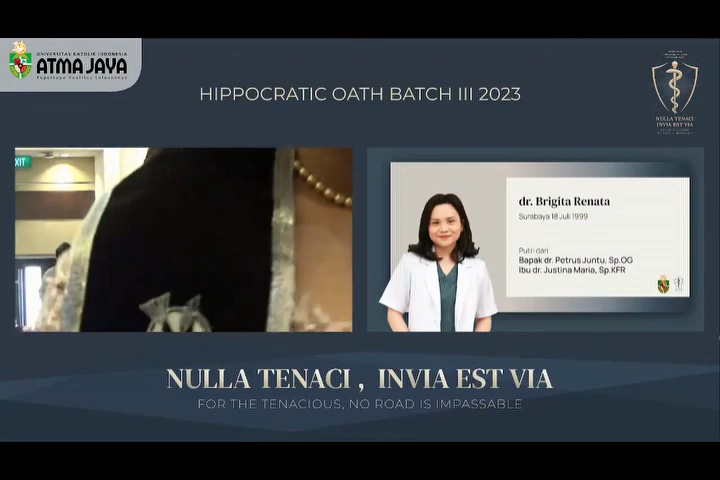 UNIVERSITAS KATOLIK INDONESIA
ATMA JAYA
HIPPOCRATIC OATH BATCH III 2023
NULLA TENACI
INVIA EST VIA
XIT
dr. Brigita Renata
Surabaya 18 Juli 1999
Putri dari
Bapak dr. Petrus Juntu, Sp.OG
Ibu dr. Justina Maria, Sp.KFR
NULLA TENACI , INVIA EST VIA
FOR THE TENACIOUS, NO ROAD IS IMPASSABLE